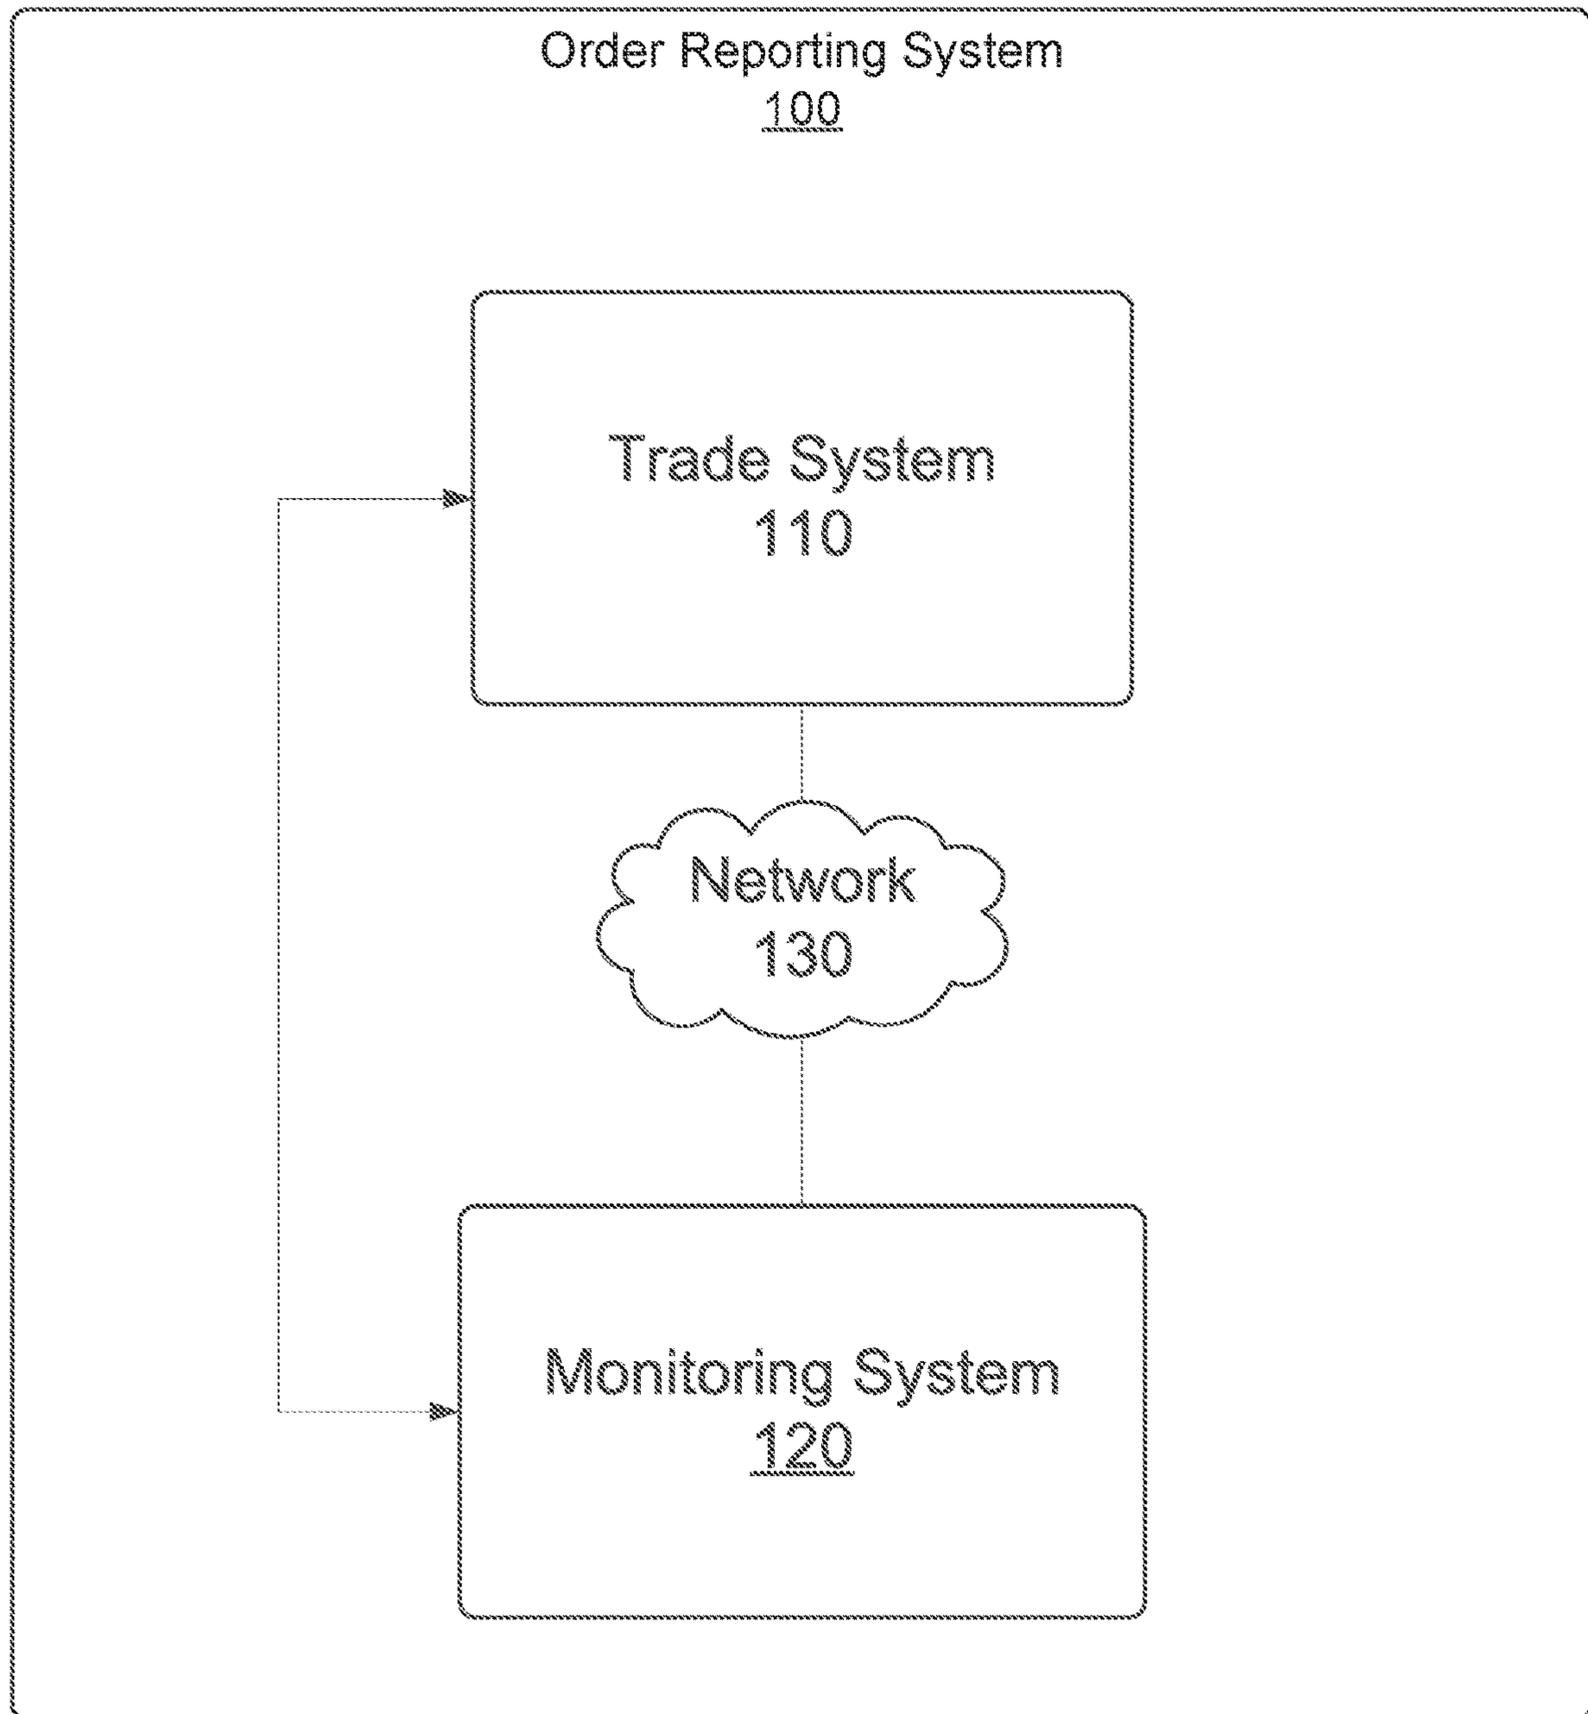 Order Reporting System
100
Trade System
110
Network
130
Monitoring System
120